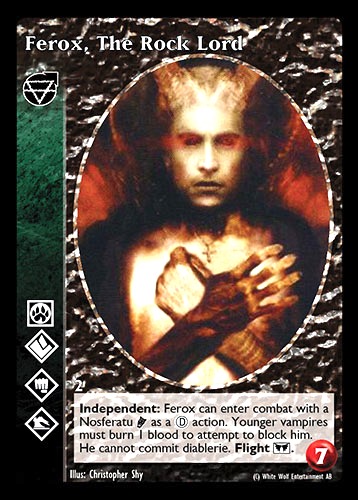 Ferox, The Rock Lord
2
Independent: Ferox can enter combat with a
Nosferatu as a Ⓓ action. Younger vampires
must burn 1 blood to attempt to block him.
He cannot commit diablerie. Flight
7
Illus: Christopher Shy
(C) White Wolf Entertainment AB